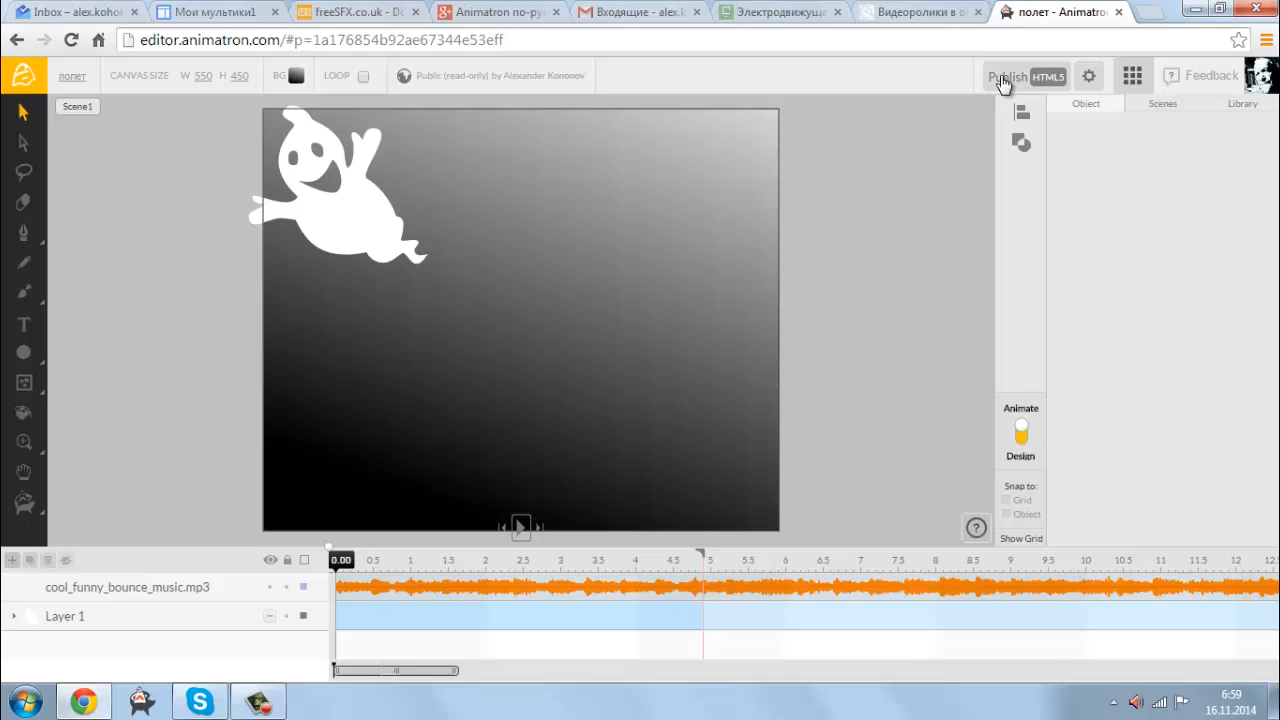 Inbox – alex.kohoh
Мои мультики1
freeSFX.co.uk - Do
Animatron по-ру
Входящие - alex.k
Электродвижуща
Видеоролики в о
полет - Animatro
editor.animatron.com/#p=1a176854b92ae67344e53eff
полет CANVAS SIZE W 550 H 450 BG LOOP Public (read-only) by Alexander Kononov Publish HTML5 Feedback
Scene1 Object Scenes Library
Animate
Design
Snap to:
Grid
Object
Show Grid
0.00 0.5 1 1.5 2 2.5 3 3.5 4 4.5 5 5.5 6 6.5 7 7.5 8 8.5 9 9.5 10 10.5 11 11.5 12 12.5
cool_funny_bounce_music.mp3
Layer 1
6:59
16.11.2014